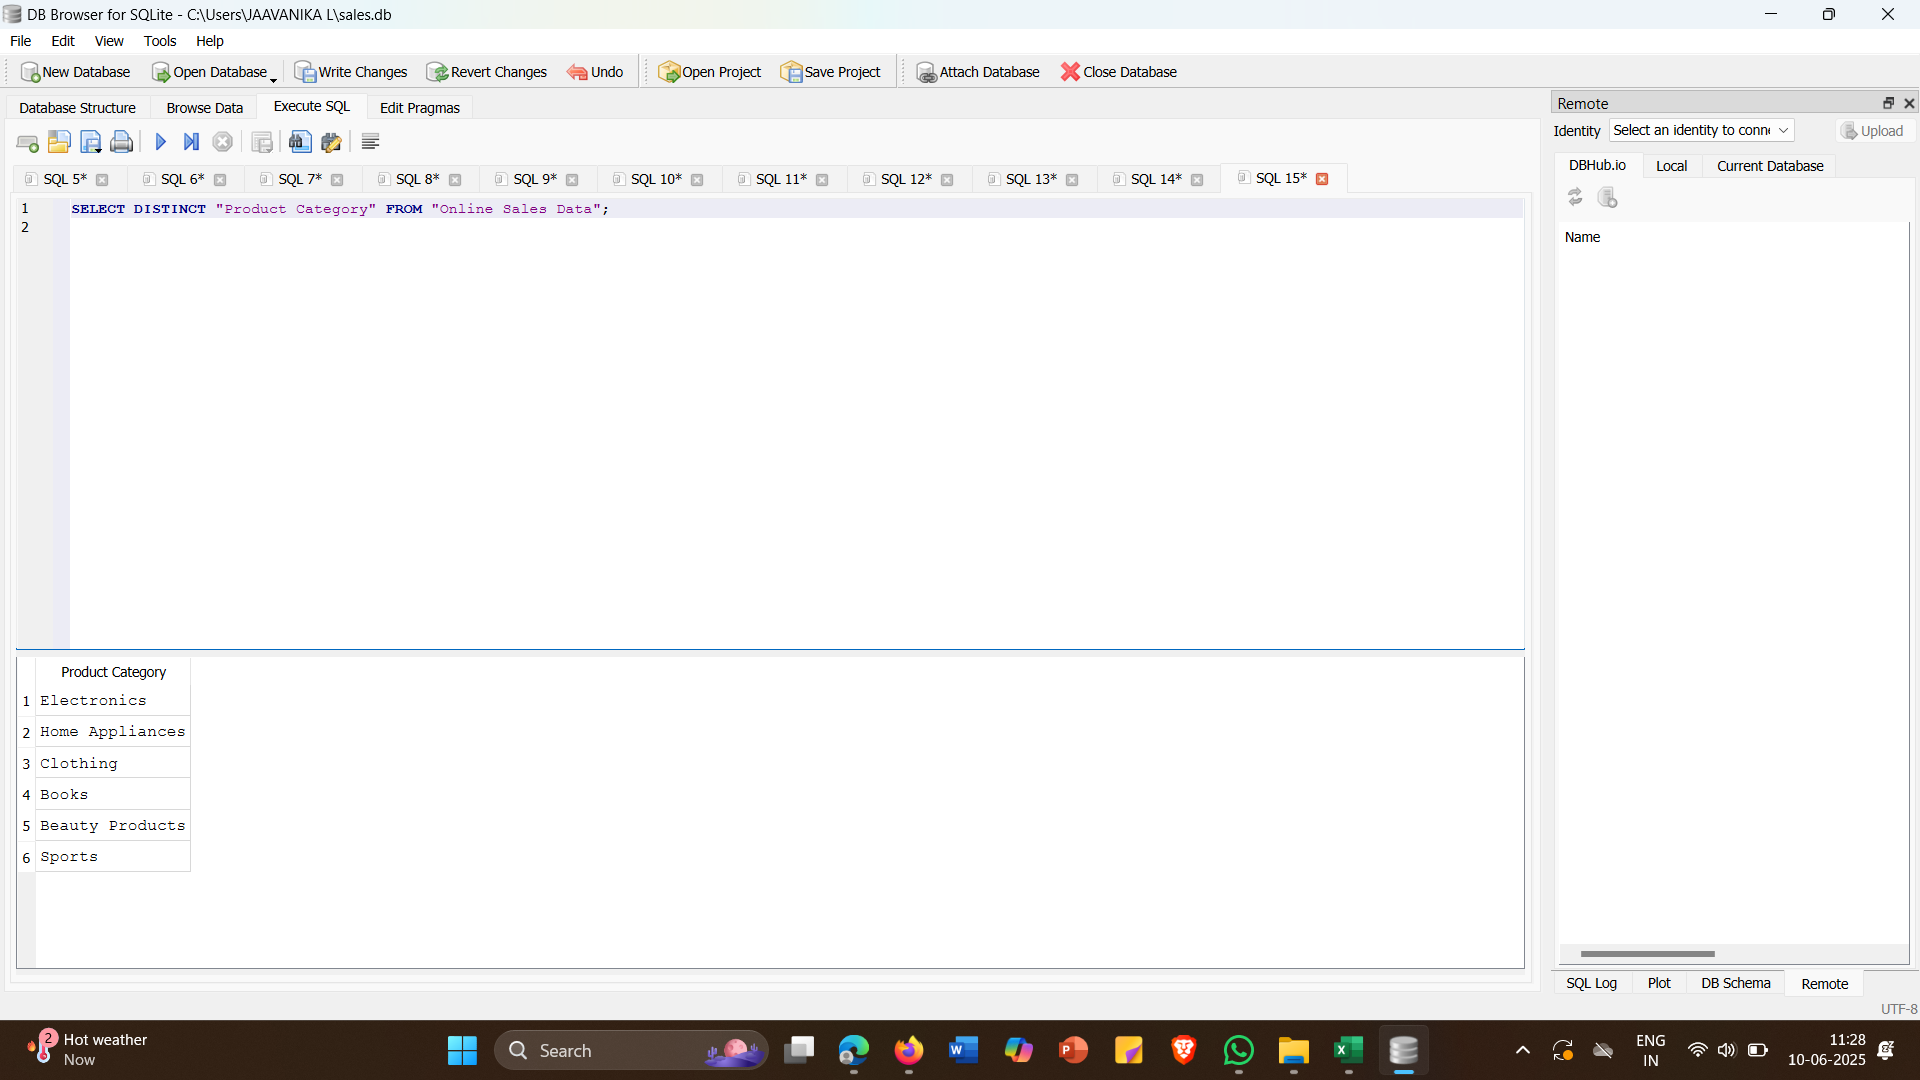 DB Browser for SQLite - C:\Users\JAAVANIKA L\sales.db
File Edit View Tools Help
New Database Open Database Write Changes Revert Changes Undo Open Project Save Project Attach Database Close Database
Database Structure Browse Data Execute SQL Edit Pragmas
SQL 5* SQL 6* SQL 7* SQL 8* SQL 9* SQL 10* SQL 11* SQL 12* SQL 13* SQL 14* SQL 15*
1 SELECT DISTINCT "Product Category" FROM "Online Sales Data";
2
Product Category
1 Electronics
2 Home Appliances
3 Clothing
4 Books
5 Beauty Products
6 Sports
Remote
Identity Select an identity to conne Upload
DBHub.io Local Current Database
Name
SQL Log Plot DB Schema Remote
UTF-8
2 Hot weather
Now
Search
ENG
IN
11:28
10-06-2025